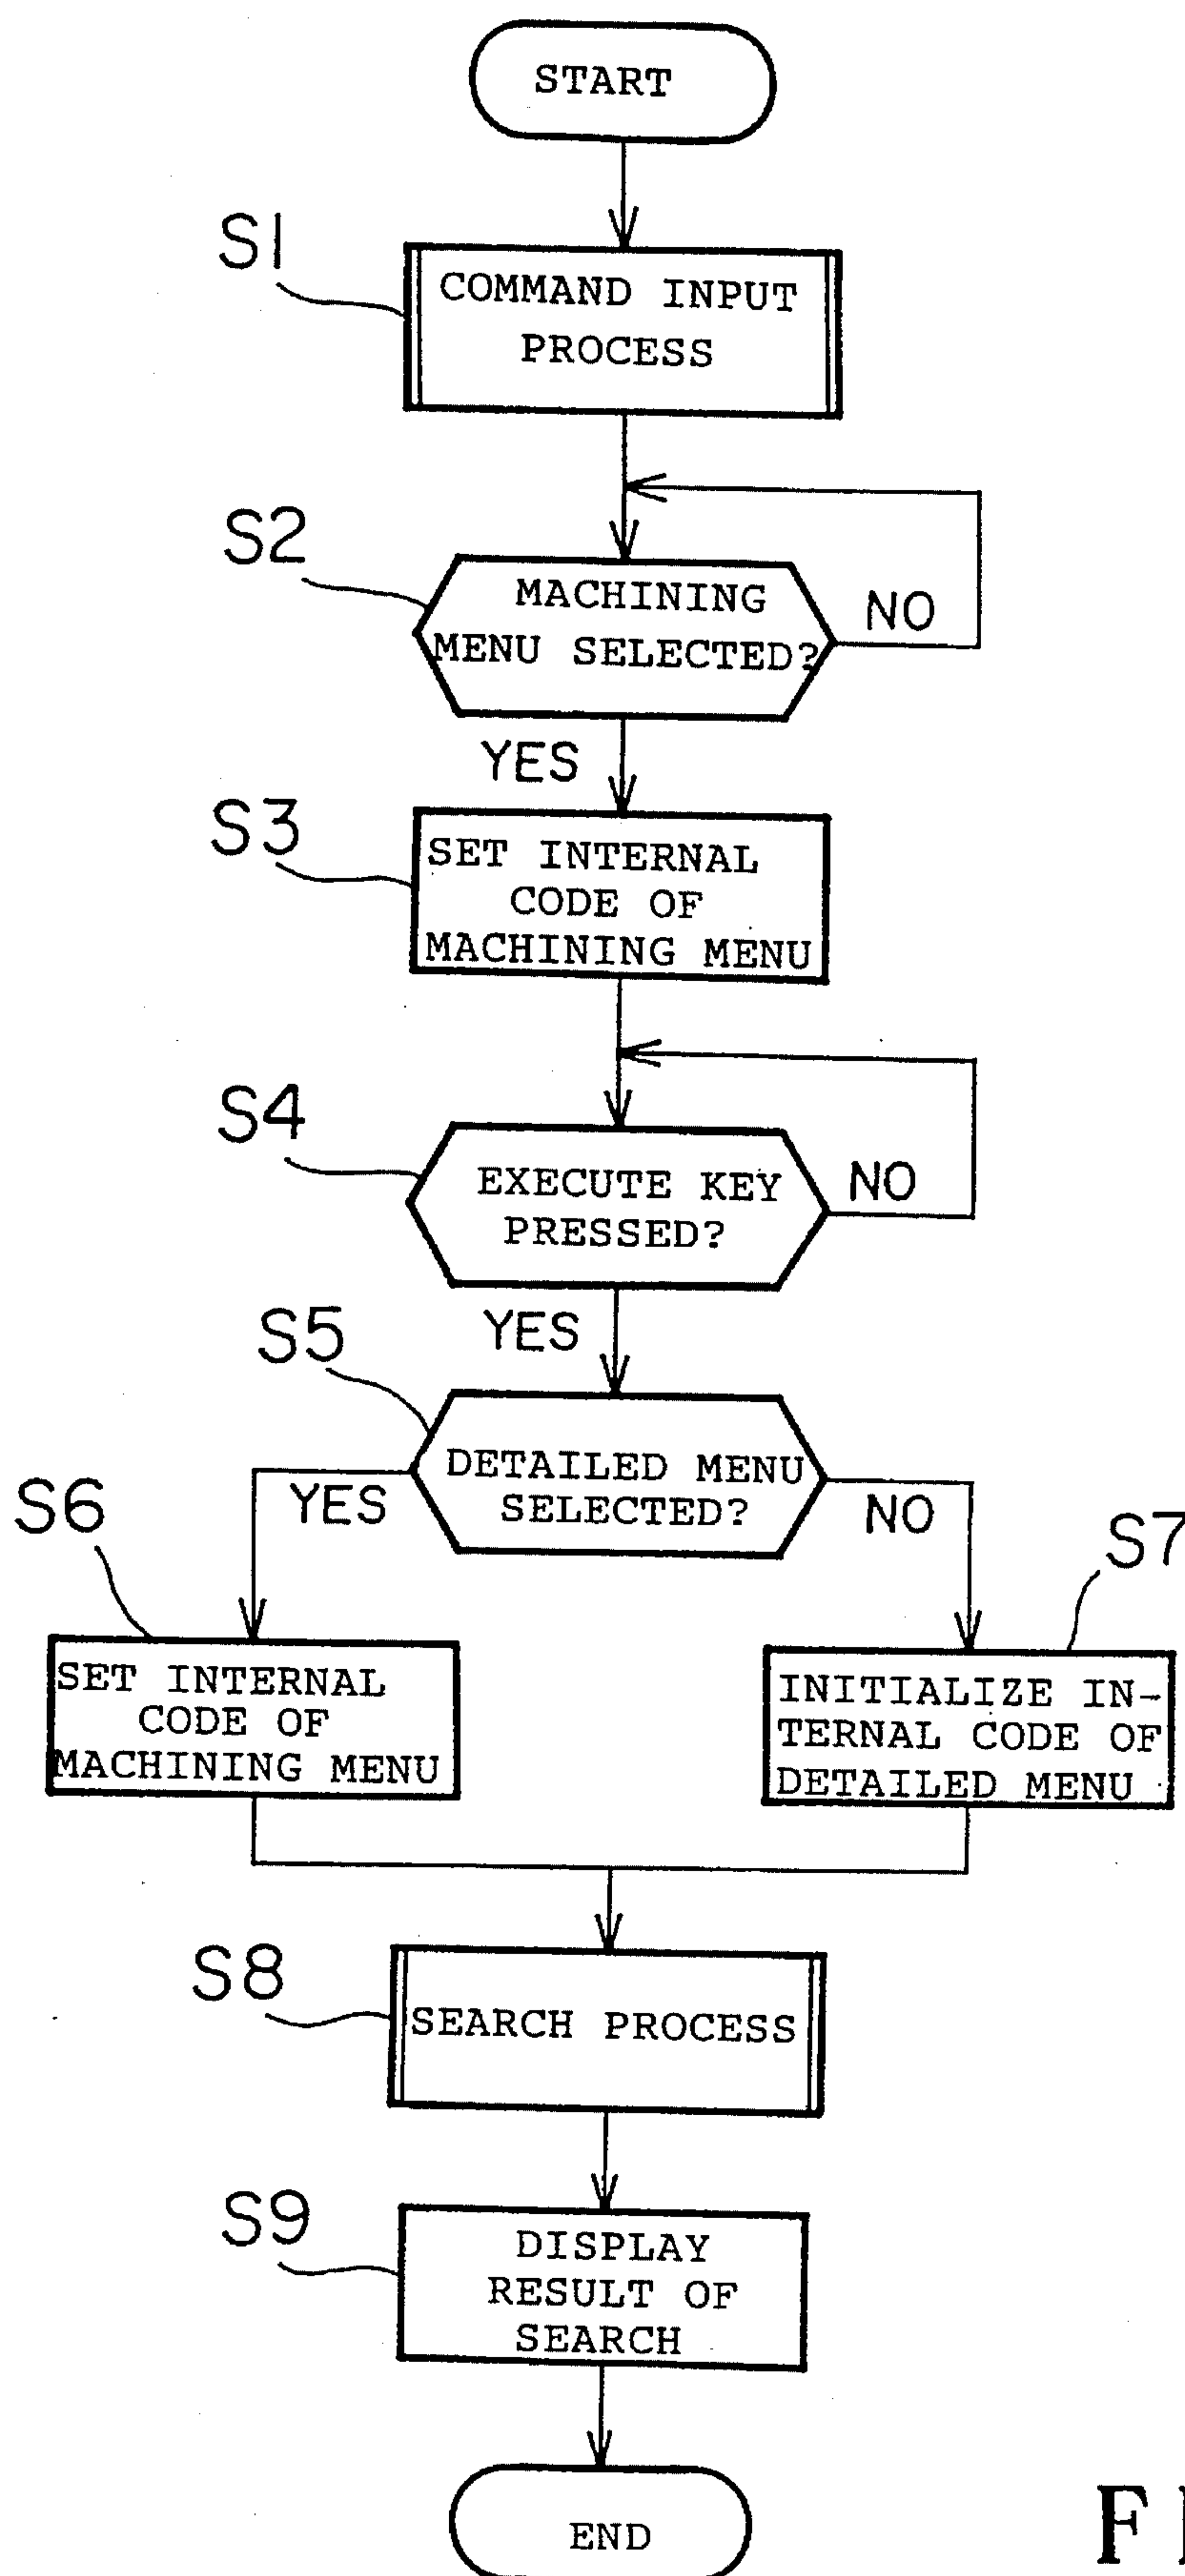 START
S1
COMMAND INPUT
PROCESS
S2
MACHINING
MENU SELECTED?
NO
YES
S3
SET INTERNAL
CODE OF
MACHINING MENU
S4
EXECUTE KEY
PRESSED?
NO
YES
S5
DETAILED MENU
SELECTED?
YES
NO
S6
S7
SET INTERNAL
CODE OF
MACHINING MENU
INITIALIZE IN-
TERNAL CODE OF
DETAILED MENU
S8
SEARCH PROCESS
S9
DISPLAY
RESULT OF
SEARCH
END